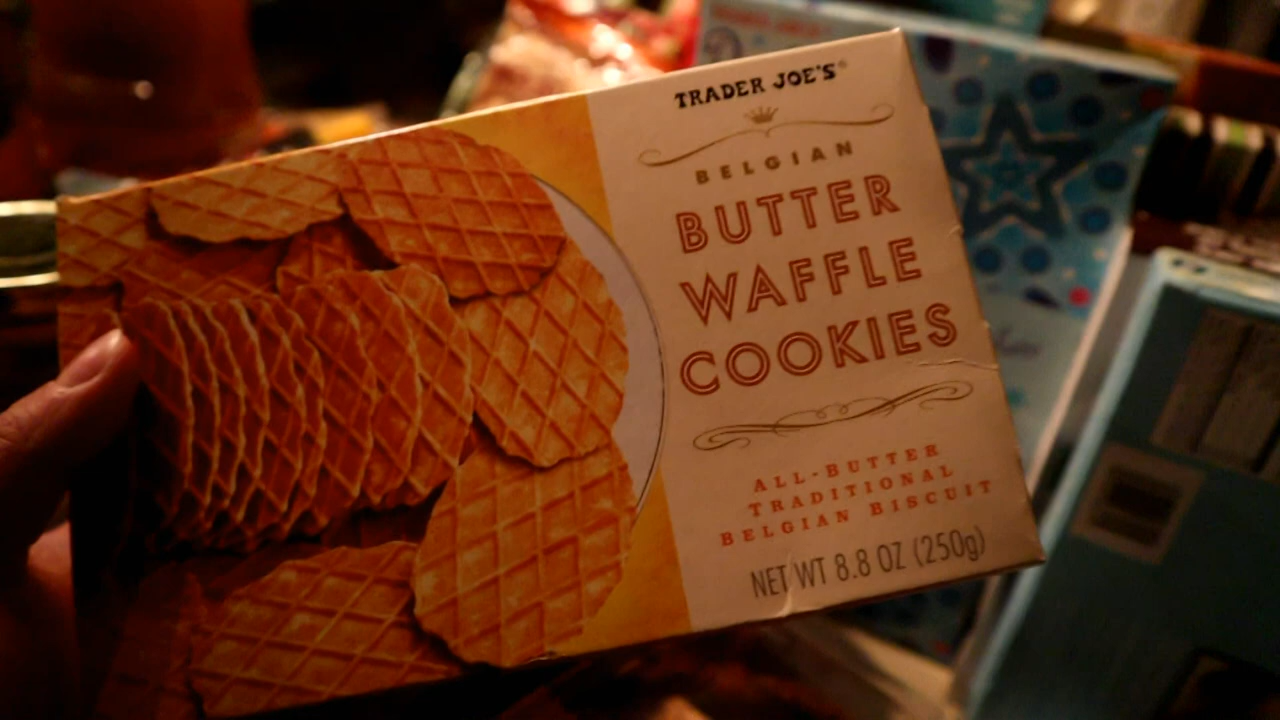 TRADER JOE'S®
BELGIAN
BUTTER
WAFFLE
COOKIES
ALL-BUTTER
TRADITIONAL
BELGIAN BISCUIT
NET WT 8.8 OZ (250g)